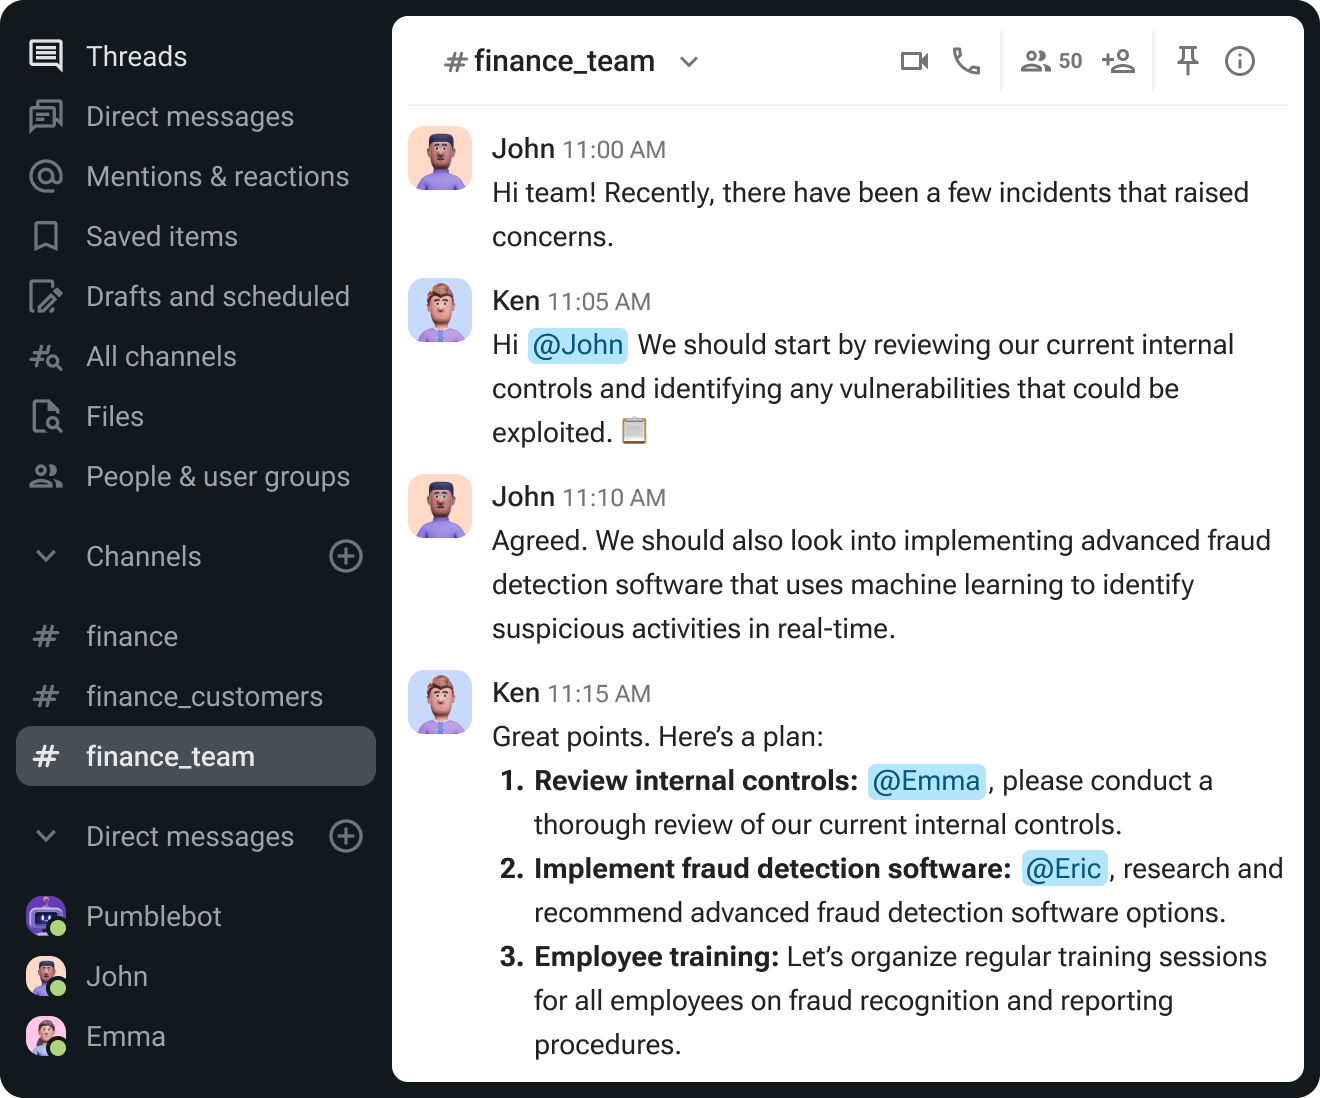 Threads
Direct messages
Mentions & reactions
Saved items
Drafts and scheduled
All channels
Files
People & user groups
Channels
# finance
# finance_customers
# finance_team
Direct messages
Pumblebot
John
Emma
# finance_team
50
John 11:00 AM
Hi team! Recently, there have been a few incidents that raised
concerns.
Ken 11:05 AM
Hi @John We should start by reviewing our current internal
controls and identifying any vulnerabilities that could be
exploited. 📋
John 11:10 AM
Agreed. We should also look into implementing advanced fraud
detection software that uses machine learning to identify
suspicious activities in real-time.
Ken 11:15 AM
Great points. Here’s a plan:
1. Review internal controls: @Emma, please conduct a
thorough review of our current internal controls.
2. Implement fraud detection software: @Eric, research and
recommend advanced fraud detection software options.
3. Employee training: Let’s organize regular training sessions
for all employees on fraud recognition and reporting
procedures.